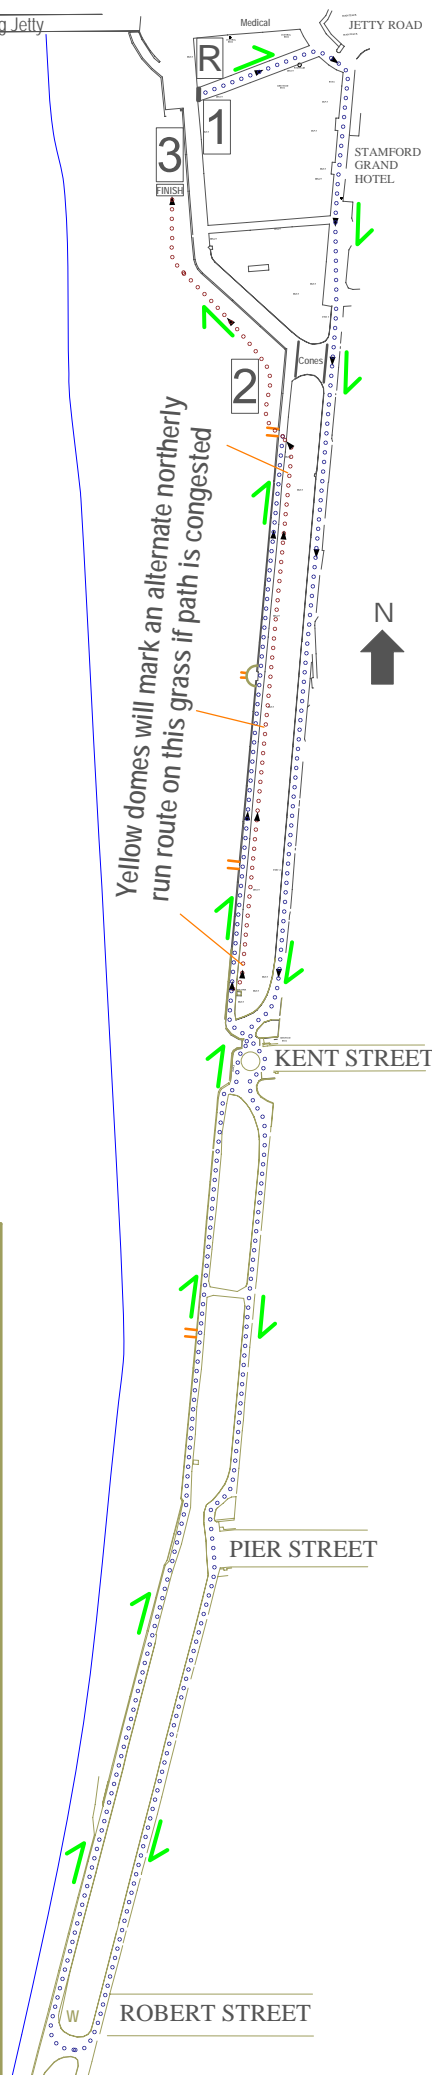 g Jetty
Medical
JETTY ROAD
R
1
3
FINISH
STAMFORD
GRAND
HOTEL
Cones
2
Yellow domes will mark an alternate northerly
run route on this grass if path is congested
N
KENT STREET
PIER STREET
W
ROBERT STREET